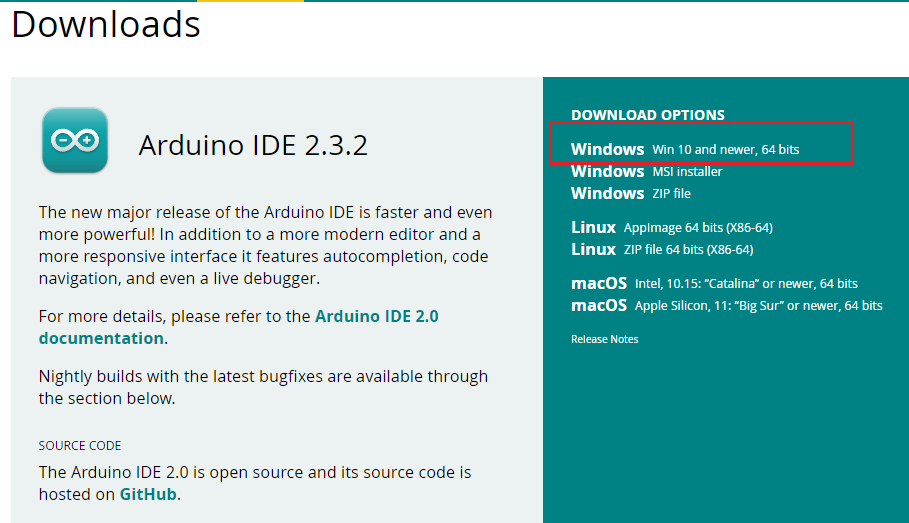 Downloads
Arduino IDE 2.3.2
The new major release of the Arduino IDE is faster and even
more powerful! In addition to a more modern editor and a
more responsive interface it features autocompletion, code
navigation, and even a live debugger.
For more details, please refer to the Arduino IDE 2.0
documentation.
Nightly builds with the latest bugfixes are available through
the section below.
SOURCE CODE
The Arduino IDE 2.0 is open source and its source code is
hosted on GitHub.
DOWNLOAD OPTIONS
Windows Win 10 and newer, 64 bits
Windows MSI installer
Windows ZIP file
Linux AppImage 64 bits (X86-64)
Linux ZIP file 64 bits (X86-64)
macOS Intel, 10.15: “Catalina” or newer, 64 bits
macOS Apple Silicon, 11: “Big Sur” or newer, 64 bits
Release Notes